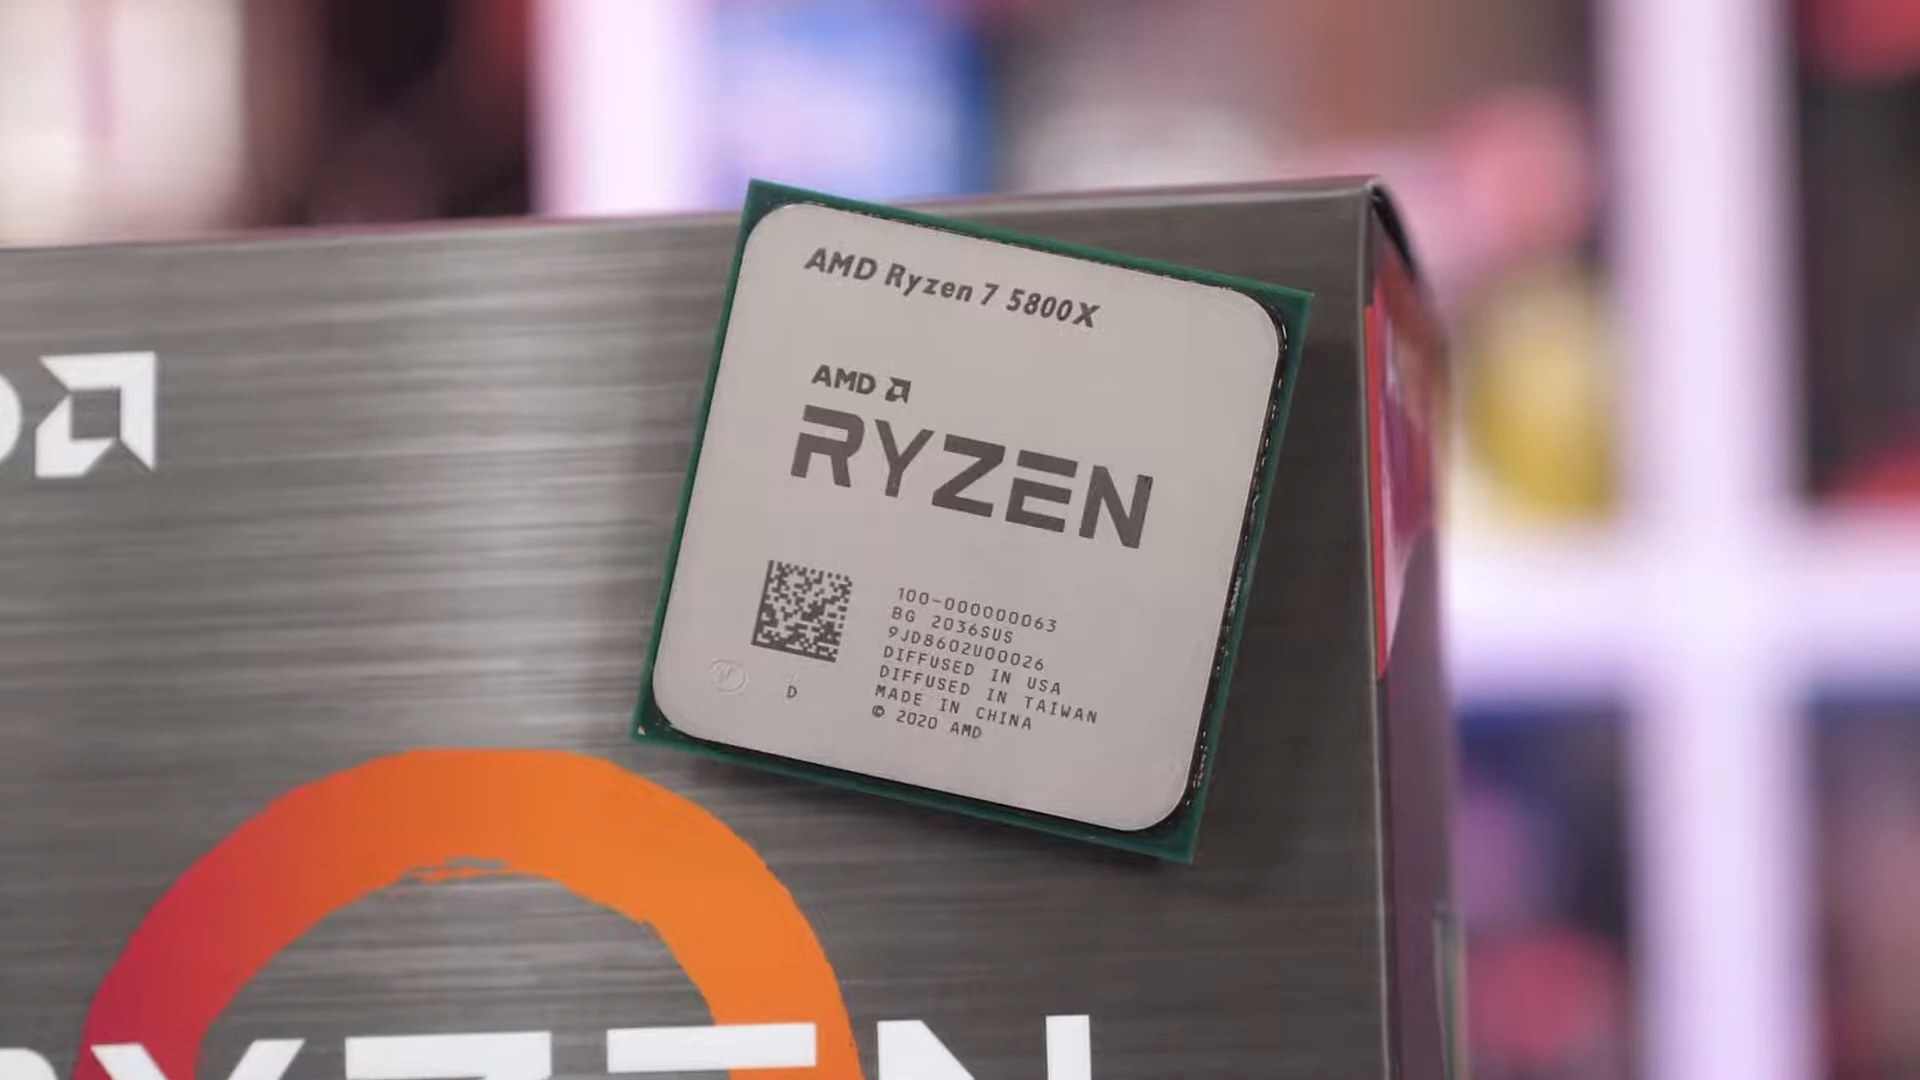 AMD Ryzen 7 5800X
AMD
RYZEN
100-000000063
BG 2036SUS
9JD8602U00026
DIFFUSED IN USA
DIFFUSED IN TAIWAN
MADE IN CHINA
© 2020 AMD
D
RYZEN